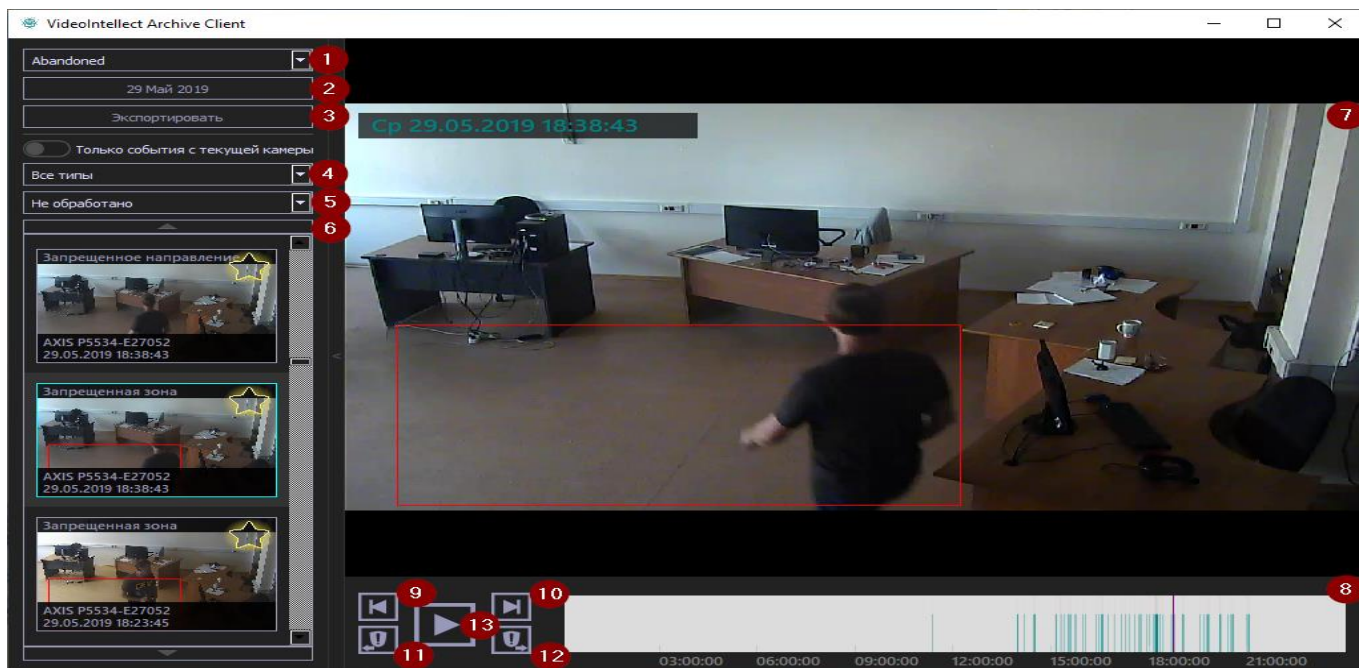 VideoIntellect Archive Client
Abandoned
1
29 Май 2019
2
Экспортировать
3
Только события с текущей камеры
Все типы
4
Не обработано
5
6
Запрещенное направление
AXIS P5534-E27052
29.05.2019 18:38:43
Запрещенная зона
AXIS P5534-E27052
29.05.2019 18:38:43
Запрещенная зона
AXIS P5534-E27052
29.05.2019 18:23:45
<
Ср 29.05.2019 18:38:43
7
8
9
10
13
11
12
03:00:00 06:00:00 09:00:00 12:00:00 15:00:00 18:00:00 21:00:00